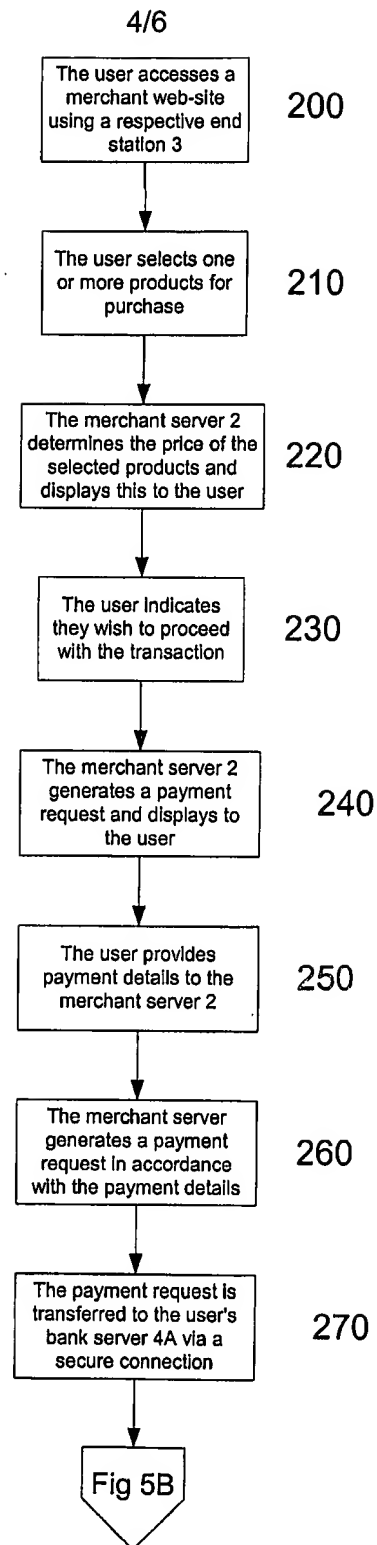 4/6
The user accesses a
merchant web-site
using a respective end
station 3
200
The user selects one
or more products for
purchase
210
The merchant server 2
determines the price of the
selected products and
displays this to the user
220
The user indicates
they wish to proceed
with the transaction
230
The merchant server 2
generates a payment
request and displays to
the user
240
The user provides
payment details to the
merchant server 2
250
The merchant server
generates a payment
request in accordance
with the payment details
260
The payment request is
transferred to the user's
bank server 4A via a
secure connection
270
Fig 5B